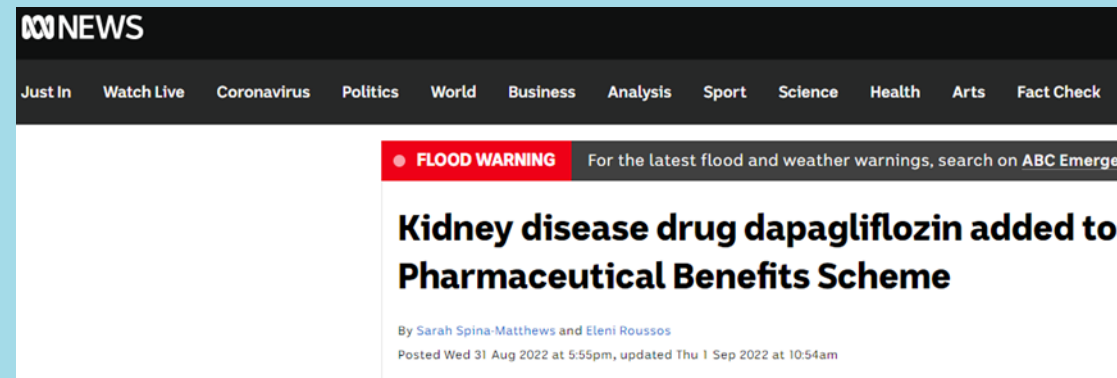 NEWS
Just In Watch Live Coronavirus Politics World Business Analysis Sport Science Health Arts Fact Check
FLOOD WARNING For the latest flood and weather warnings, search on ABC Emerge
Kidney disease drug dapagliflozin added to
Pharmaceutical Benefits Scheme
By Sarah Spina-Matthews and Eleni Roussos
Posted Wed 31 Aug 2022 at 5:55pm, updated Thu 1 Sep 2022 at 10:54am